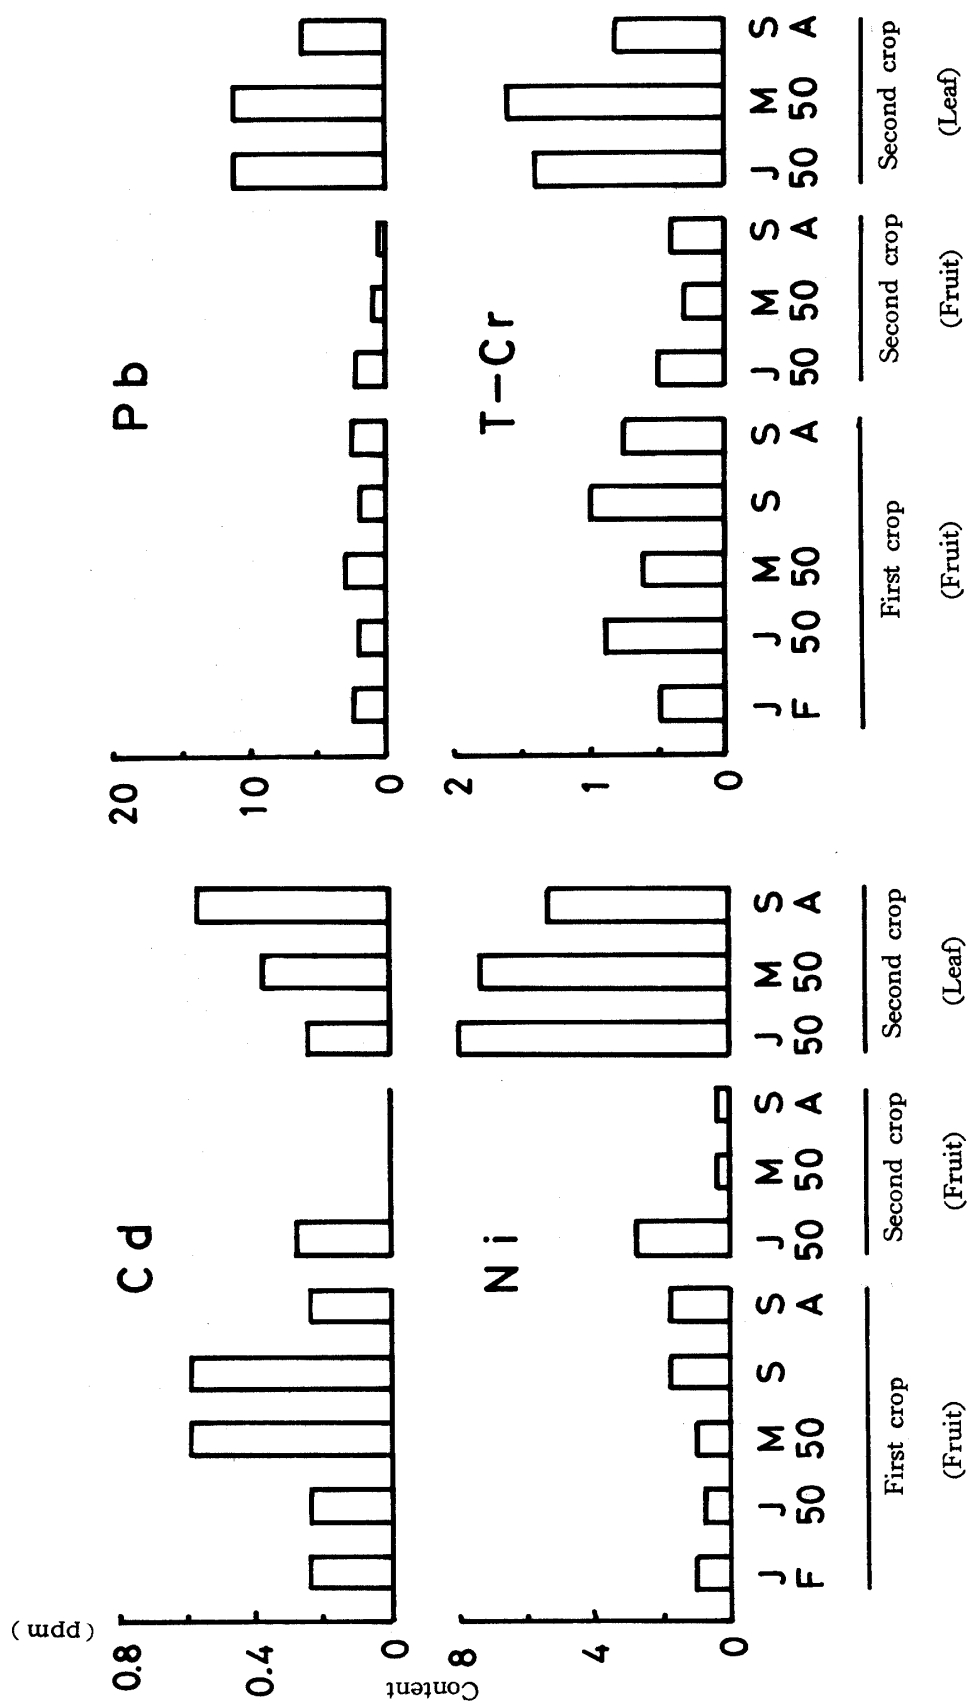 (ppm)
Content
Cd
0.8
0.4
0
Pb
20
10
0
Ni
8
4
0
T-Cr
2
1
0
J J M S S J M S J M S
F 50 50 A 50 50 A 50 50 A
First crop Second crop Second crop
(Fruit) (Fruit) (Leaf)
J J M S S J M S J M S
F 50 50 A 50 50 A 50 50 A
First crop Second crop Second crop
(Fruit) (Fruit) (Leaf)